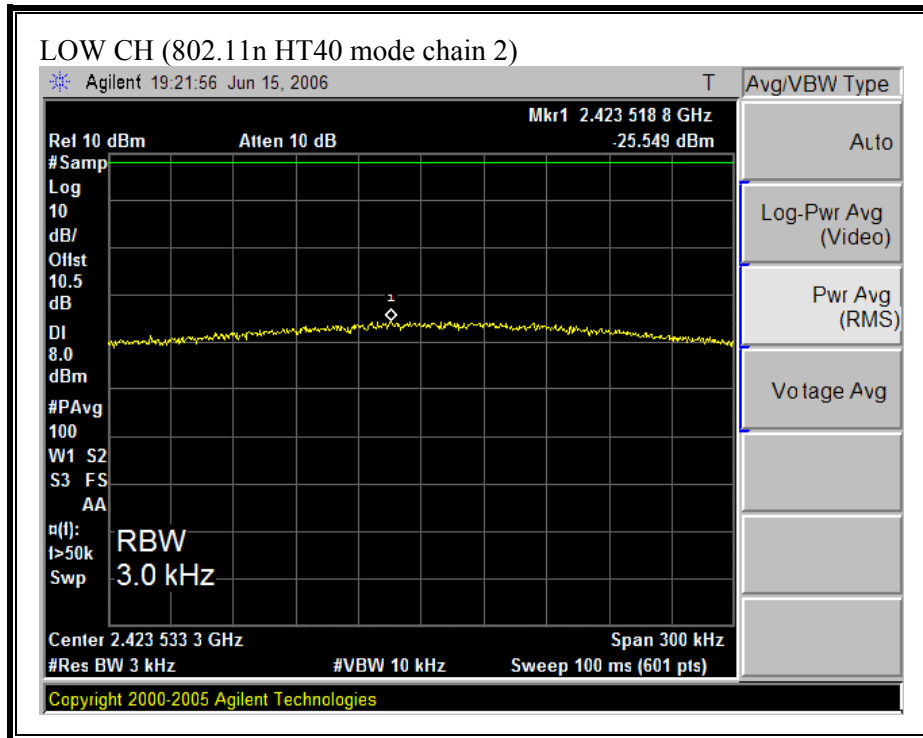 LOW CH (802.11n HT40 mode chain 2)
Agilent 19:21:56 Jun 15, 2006 T
Mkr1 2.423 518 8 GHz
Ref 10 dBm Atten 10 dB -25.549 dBm
#Samp
Log
10
dB/
Offst
10.5
dB
DI
8.0
dBm
#PAvg
100
W1 S2
S3 FS
AA
¤(f):
f>50k
Swp
1
RBW
3.0 kHz
Center 2.423 533 3 GHz Span 300 kHz
#Res BW 3 kHz #VBW 10 kHz Sweep 100 ms (601 pts)
Copyright 2000-2005 Agilent Technologies
Avg/VBW Type
Auto
Log-Pwr Avg
(Video)
Pwr Avg
(RMS)
Voltage Avg